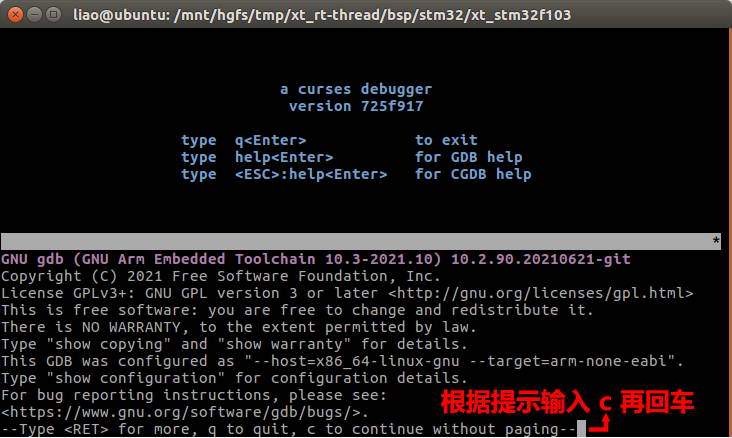 liao@ubuntu: /mnt/hgfs/tmp/xt_rt-thread/bsp/stm32/xt_stm32f103
a curses debugger
version 725f917
type q<Enter> to exit
type help<Enter> for GDB help
type <ESC>:help<Enter> for CGDB help
*
GNU gdb (GNU Arm Embedded Toolchain 10.3-2021.10) 10.2.90.20210621-git
Copyright (C) 2021 Free Software Foundation, Inc.
License GPLv3+: GNU GPL version 3 or later <http://gnu.org/licenses/gpl.html>
This is free software: you are free to change and redistribute it.
There is NO WARRANTY, to the extent permitted by law.
Type "show copying" and "show warranty" for details.
This GDB was configured as "--host=x86_64-linux-gnu --target=arm-none-eabi".
Type "show configuration" for configuration details.
For bug reporting instructions, please see:
<https://www.gnu.org/software/gdb/bugs/>.
根据提示输入 c 再回车
--Type <RET> for more, q to quit, c to continue without paging--